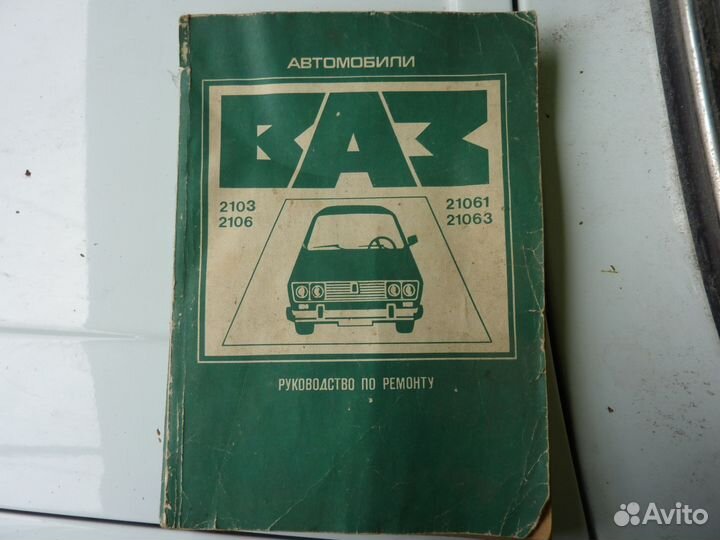 АВТОМОБИЛИ
ВАЗ
2103
2106
21061
21063
РУКОВОДСТВО ПО РЕМОНТУ
Avito